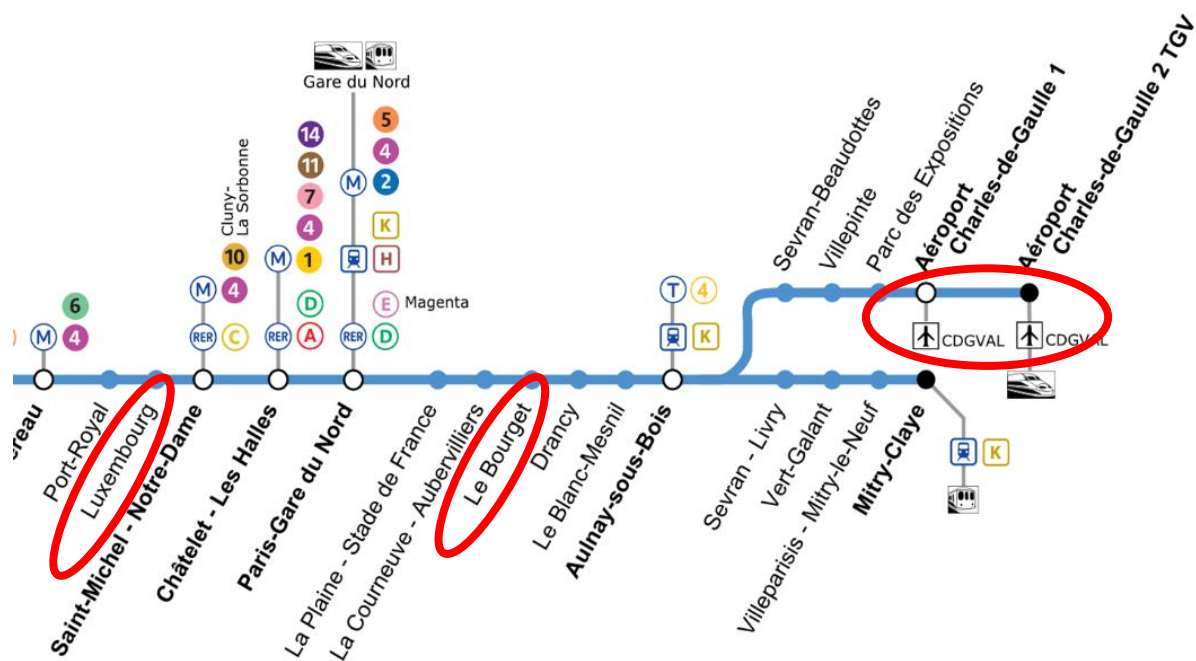 Gare du Nord
5
14
4
11
M
2
7
K
Cluny-
La Sorbonne
4
10
M
1
H
6
M
4
D
E
Magenta
M
4
RER
C
RER
A
RER
D
T
4
K
Sevran-Beaudottes
Villepinte
Parc des Expositions
Aéroport
Charles-de-Gaulle 1
Aéroport
Charles-de-Gaulle 2 TGV
CDGVAL
CDGVAL
ereau
Port-Royal
Luxembourg
Saint-Michel - Notre-Dame
Châtelet - Les Halles
Paris-Gare du Nord
La Plaine - Stade de France
La Courneuve - Aubervilliers
Le Bourget
Drancy
Le Blanc-Mesnil
Aulnay-sous-Bois
Sevran - Livry
Vert-Galant
Villeparisis - Mitry-le-Neuf
Mitry-Claye
K